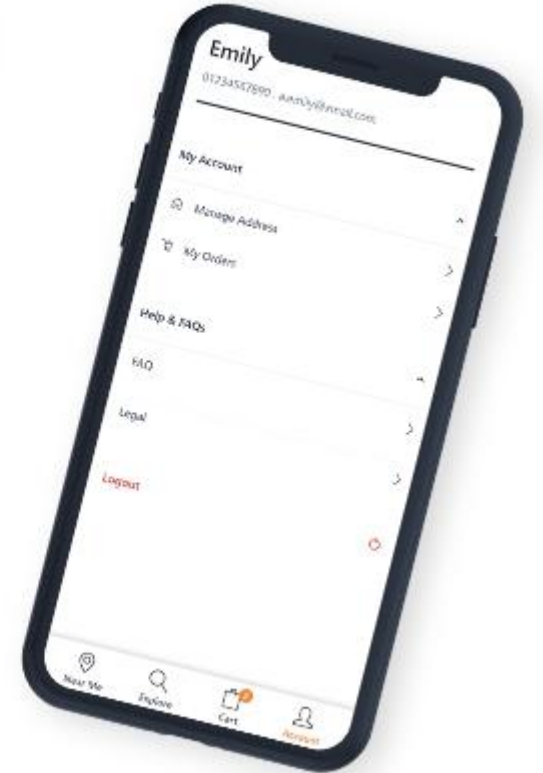 Emily
My Account
Manage Address
My Orders
Help & FAQs
FAQ
Legal
Logout
Near Me
Explore
Cart
Account